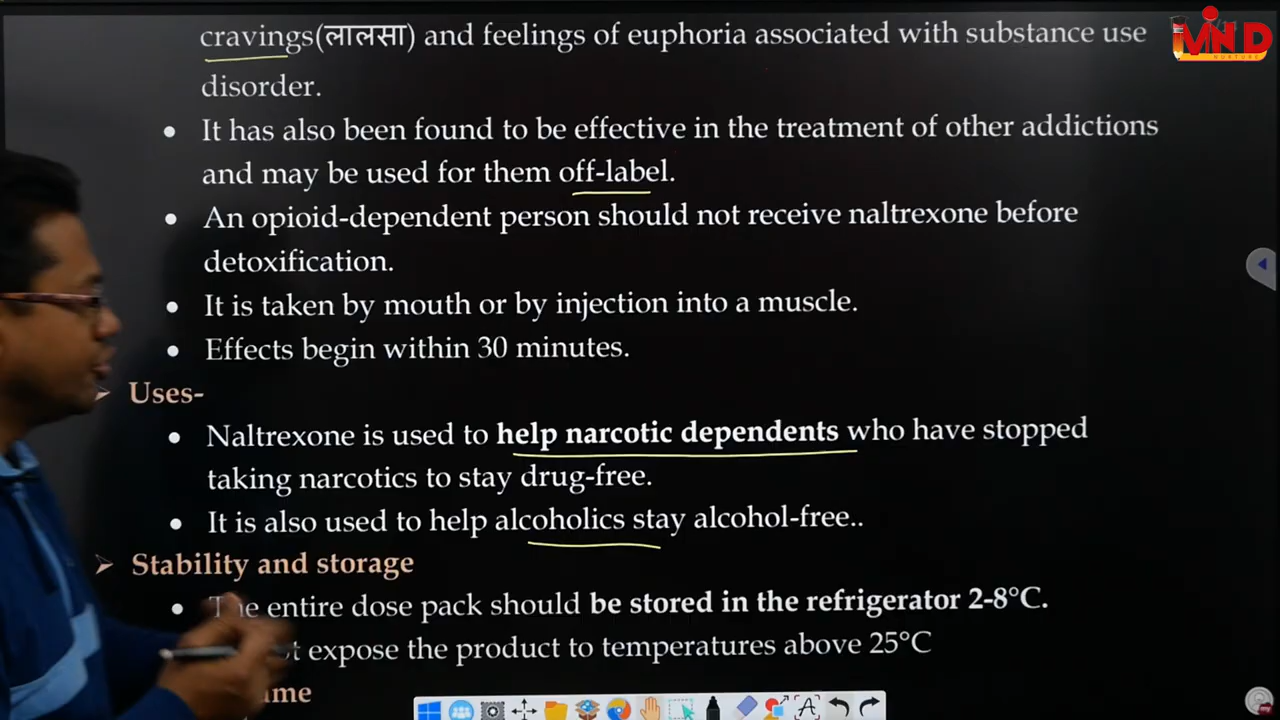 MIND
NURTURE
cravings(लालसा) and feelings of euphoria associated with substance use
disorder.
• It has also been found to be effective in the treatment of other addictions
and may be used for them off-label.
• An opioid-dependent person should not receive naltrexone before
detoxification.
• It is taken by mouth or by injection into a muscle.
• Effects begin within 30 minutes.
➢ Uses-
• Naltrexone is used to help narcotic dependents who have stopped
taking narcotics to stay drug-free.
• It is also used to help alcoholics stay alcohol-free..
➢ Stability and storage
• The entire dose pack should be stored in the refrigerator 2-8°C.
expose the product to temperatures above 25°C